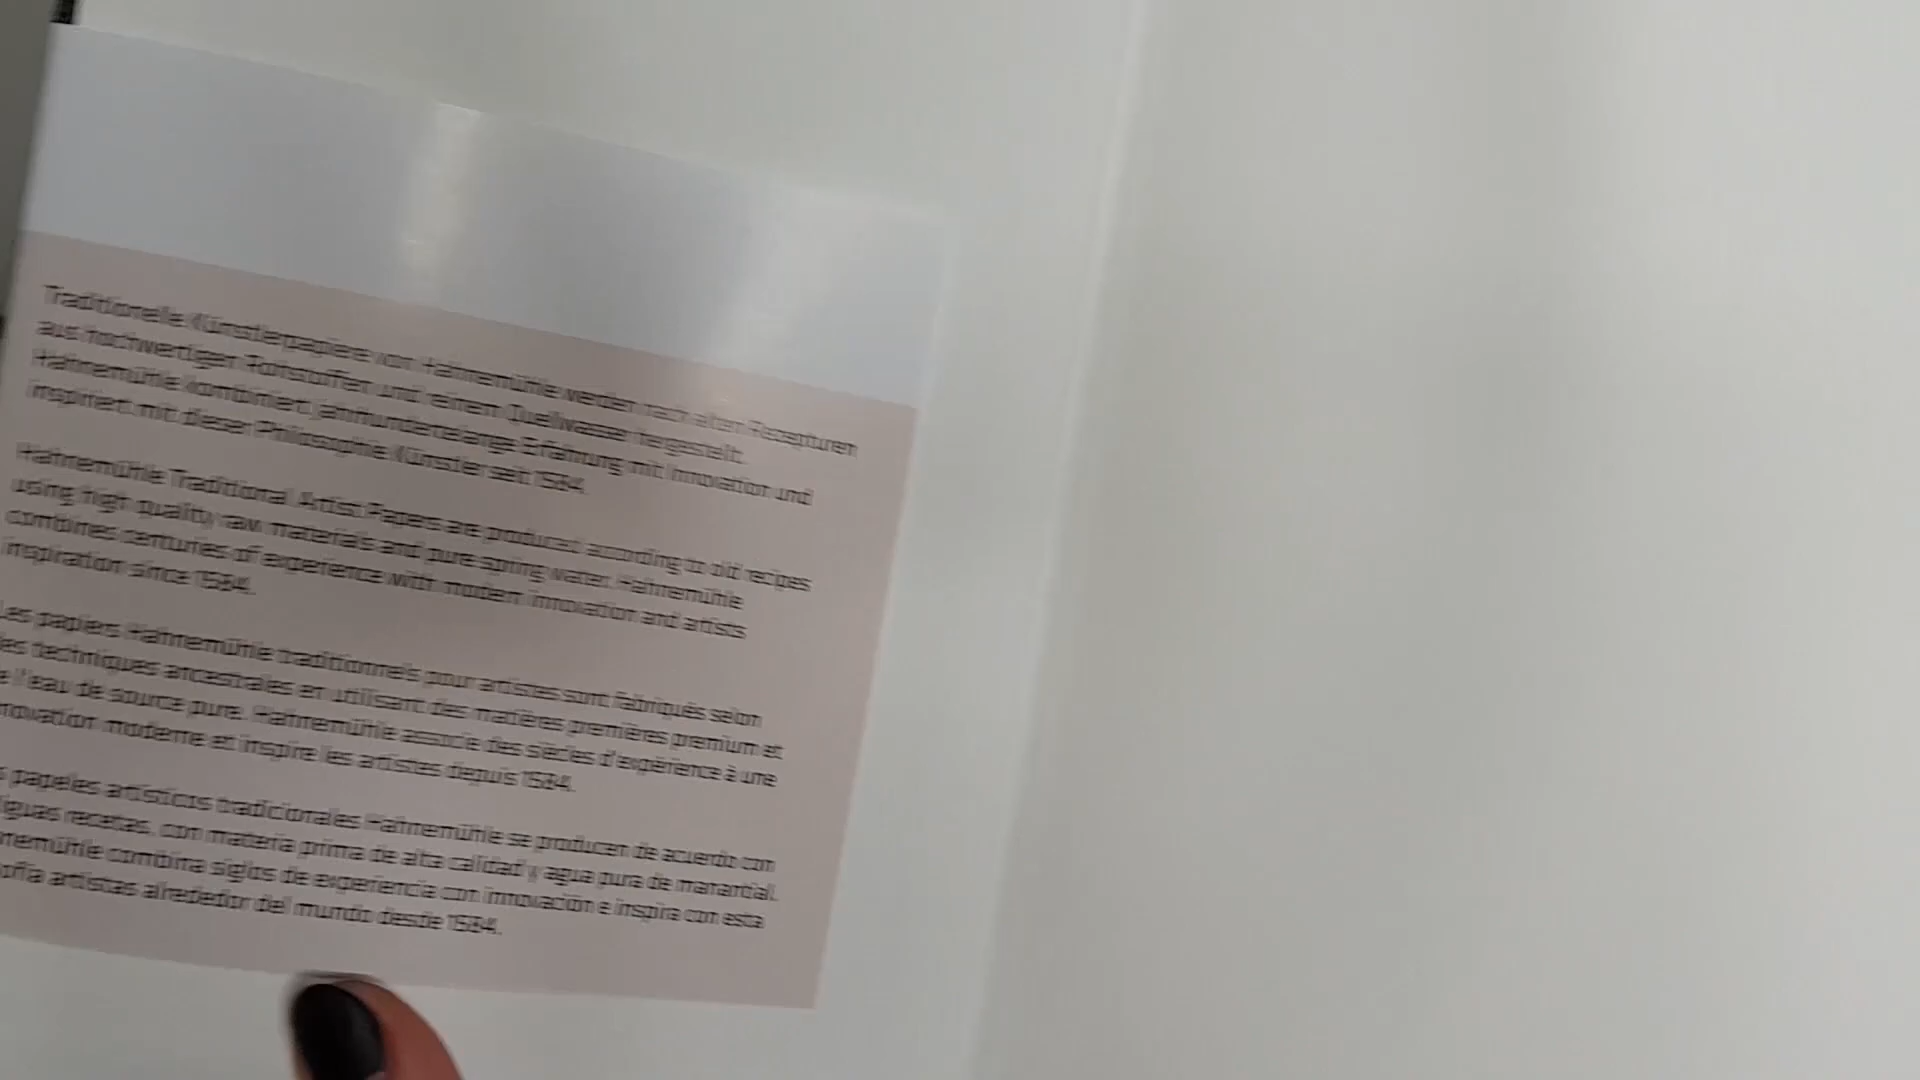 Traditionelle Künstlerpapiere von Hahnemühle werden nach alten Rezepturen
aus hochwertigen Rohstoffen und reinem Quellwasser hergestellt.
Hahnemühle kombiniert jahrhundertelange Erfahrung mit Innovation und
inspiriert mit dieser Philosophie Künstler seit 1584.
Hahnemühle Traditional Artist Papers are produced according to old recipes
using high quality raw materials and pure spring water. Hahnemühle
combines centuries of experience with modern innovation and artists
inspiration since 1584.
Les papiers Hahnemühle traditionnels pour artistes sont fabriqués selon
des techniques ancestrales en utilisant des matières premières premium et
e l'eau de source pure. Hahnemühle associe des siècles d'expérience à une
nnovation moderne et inspire les artistes depuis 1584.
s papeles artísticos tradicionales Hahnemühle se producen de acuerdo con
iguas recetas, con materia prima de alta calidad y agua pura de manantial.
nemühle combina siglos de experiencia con innovación e inspira con esta
ofía artistas alrededor del mundo desde 1584.